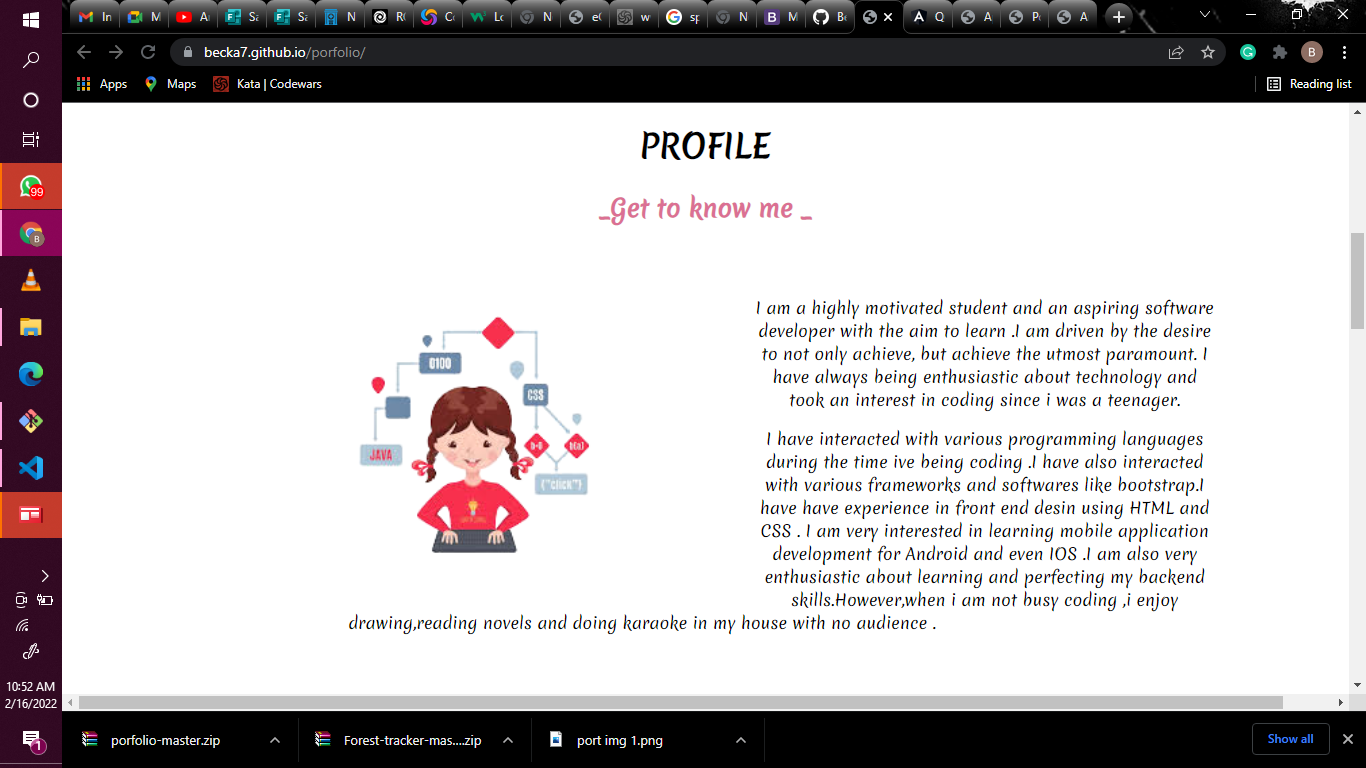 In
M
A
Sa
Sa
N
R
C
L
N
eC
w
sp
N
M
Be
Q
A
Po
A
becka7.github.io/porfolio/
B
Apps
Maps
Kata | Codewars
Reading list
99
PROFILE
_Get to know me _
I am a highly motivated student and an aspiring software
developer with the aim to learn .I am driven by the desire
to not only achieve, but achieve the utmost paramount. I
have always being enthusiastic about technology and
took an interest in coding since i was a teenager.
0100
CSS
JAVA
{"click"}
I have interacted with various programming languages
during the time ive being coding .I have also interacted
with various frameworks and softwares like bootstrap.I
have have experience in front end desin using HTML and
CSS . I am very interested in learning mobile application
development for Android and even IOS .I am also very
enthusiastic about learning and perfecting my backend
skills.However,when i am not busy coding ,i enjoy
drawing,reading novels and doing karaoke in my house with no audience .
10:52 AM
2/16/2022
1
porfolio-master.zip
Forest-tracker-mas....zip
port img 1.png
Show all